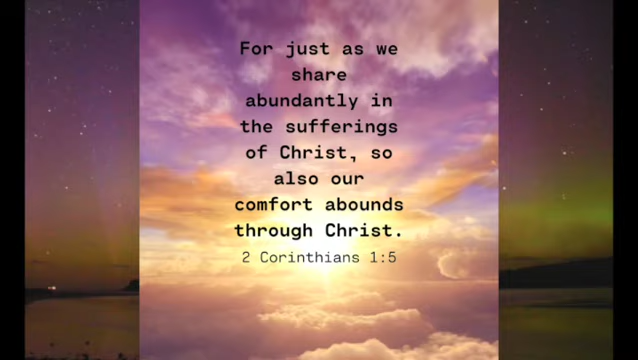 For just as we
share
abundantly in
the sufferings
of Christ, so
also our
comfort abounds
through Christ.
2 Corinthians 1:5